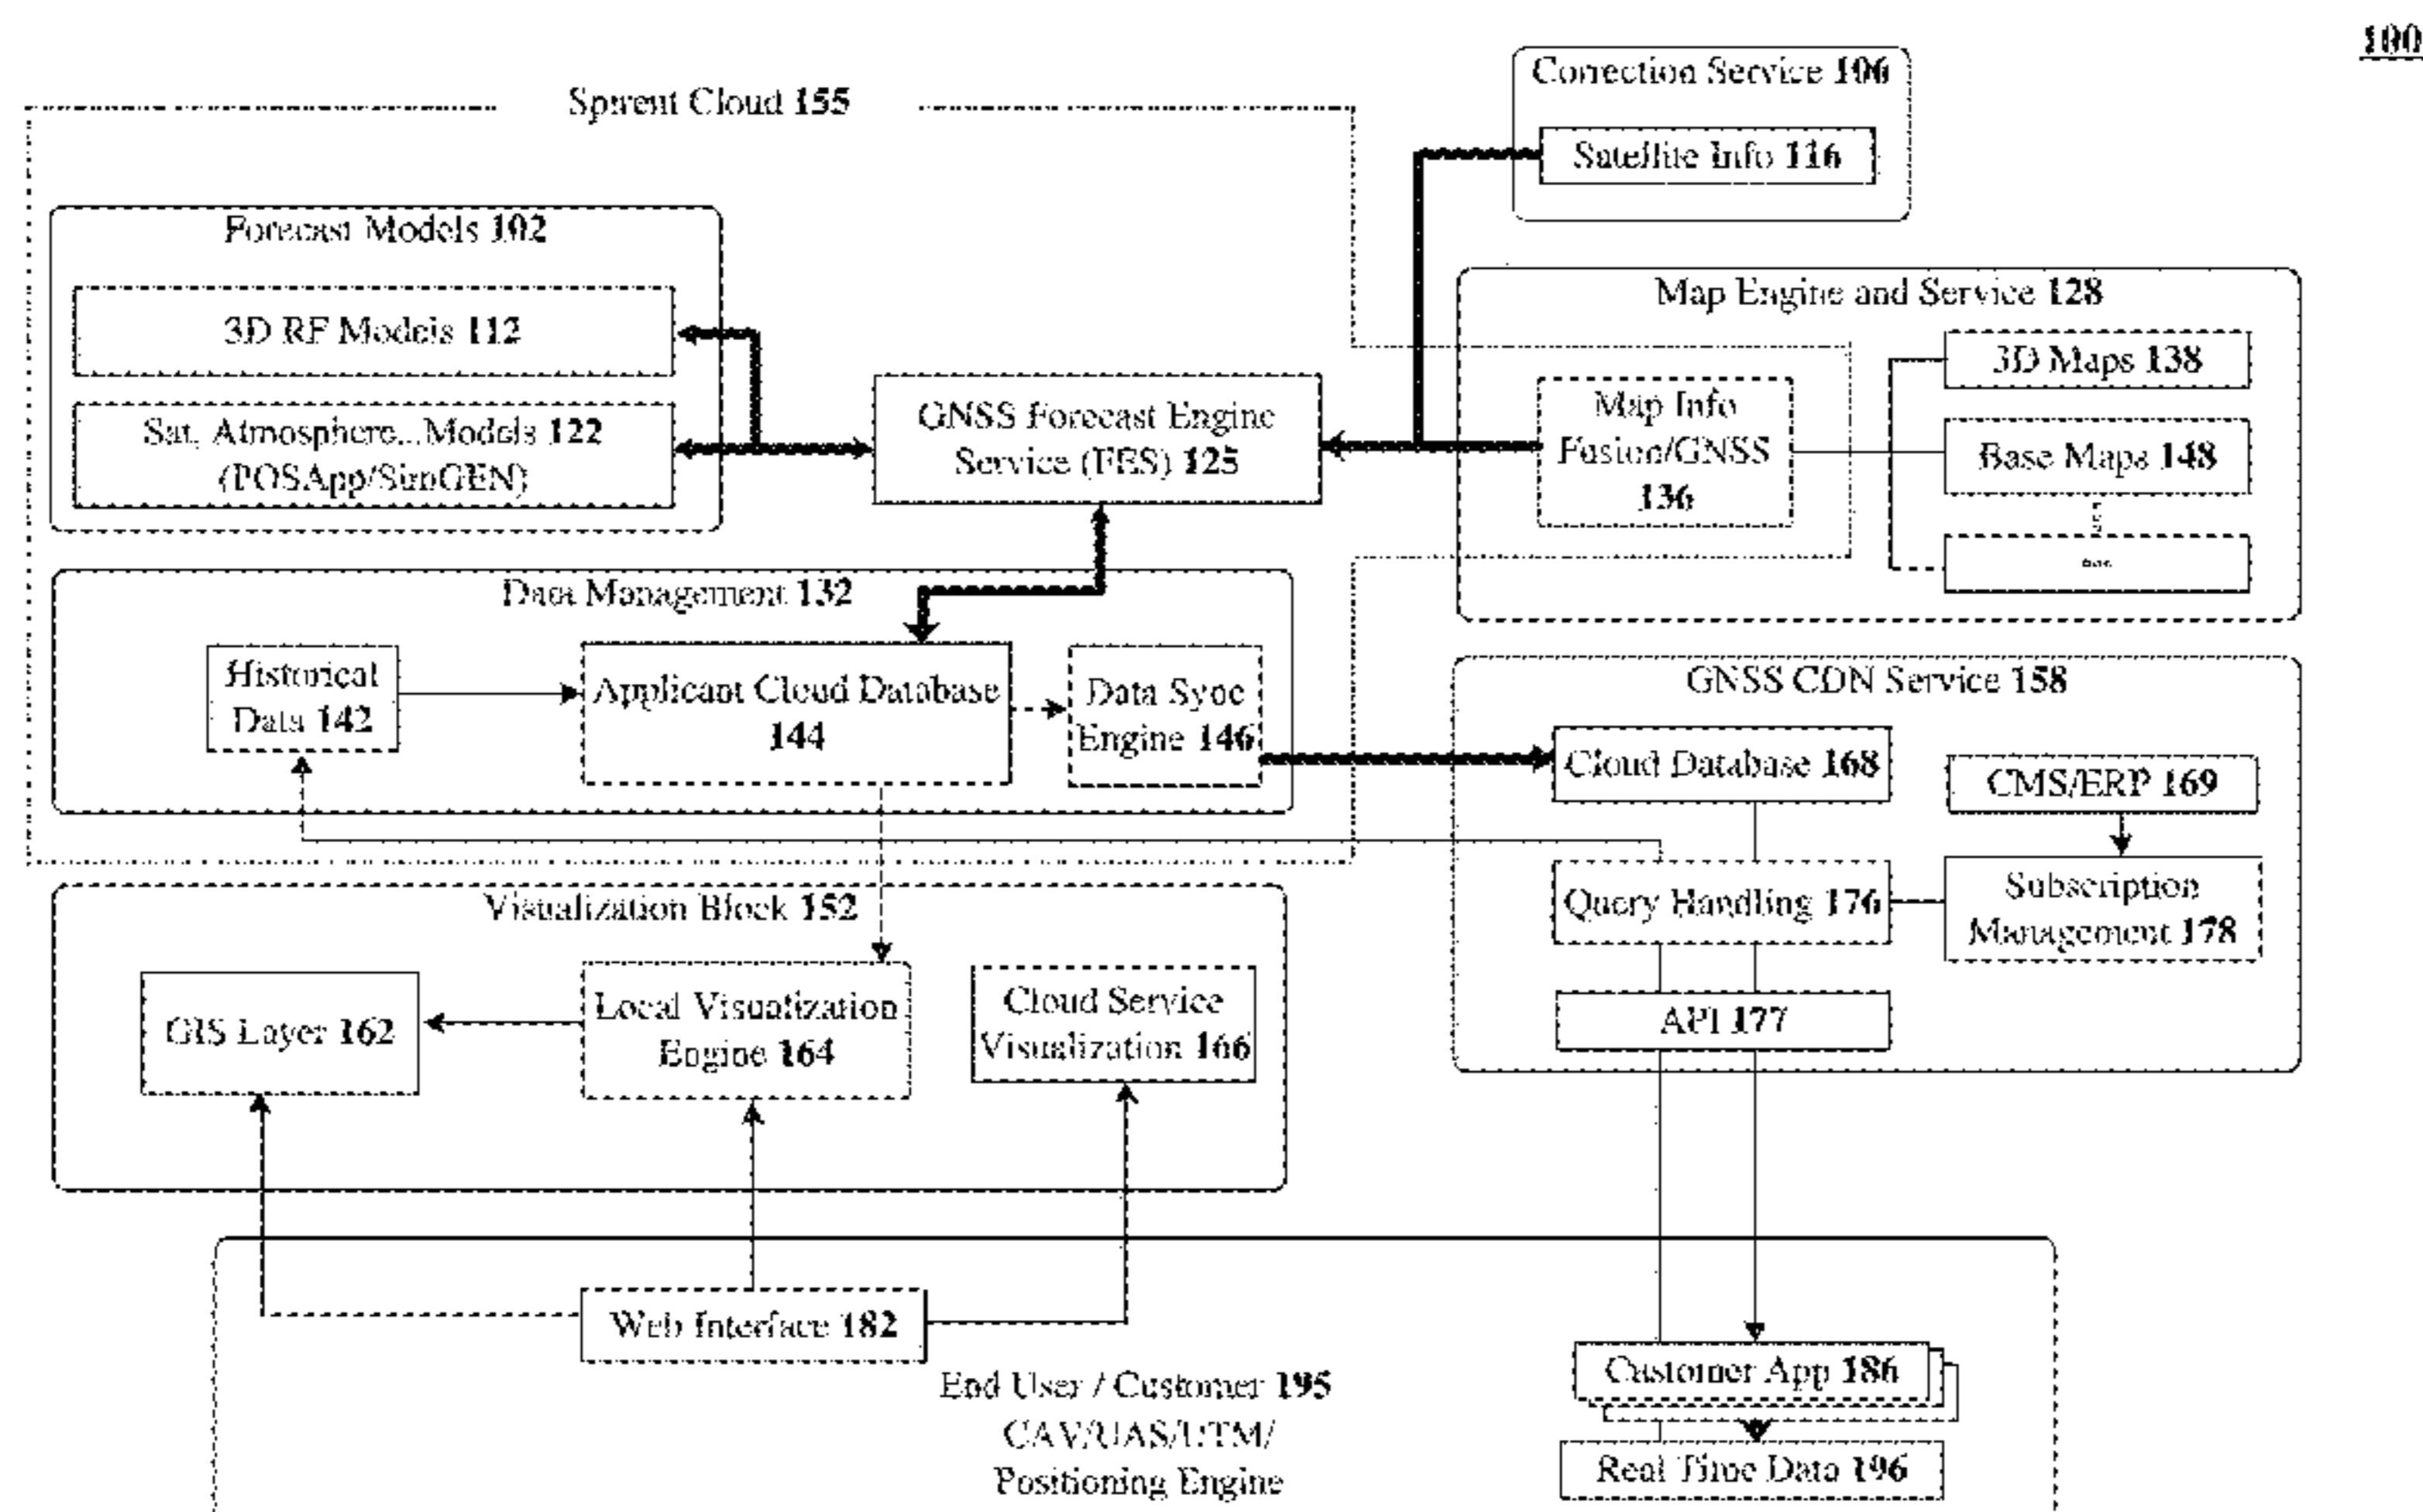 100
Correction Service 106
Spirent Cloud 155
Satellite Info 116
Forecast Models 102
Map Engine and Service 128
3D RF Models 112
3D Maps 138
GNSS Forecast Engine
Service (FES) 125
Map Info
Fusion/GNSS
136
Sat. Atmosphere...Models 122
(POSApp/SimGEN)
Base Maps 148
Data Management 132
Historical
Data 142
Applicant Cloud Database
144
Data Sync
Engine 146
GNSS CDN Service 158
Cloud Database 168
CMS/ERP 169
Query Handling 176
Subscription
Management 178
Visualization Block 152
GIS Layer 162
Local Visualization
Engine 164
Cloud Service
Visualization 166
API 177
Web Interface 182
End User / Customer 195
CAV/UAS/UTM/
Positioning Engine
Customer App 186
Real Time Data 196